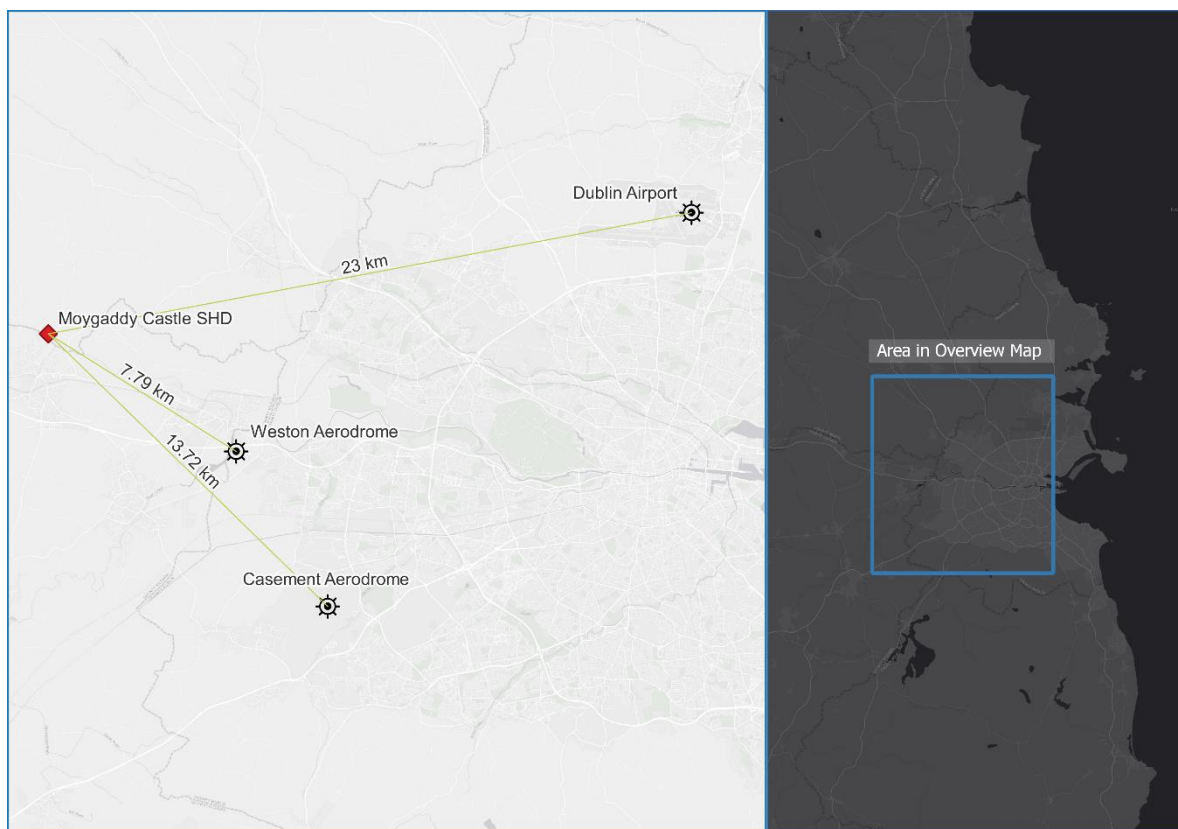 Dublin Airport
23 km
Moygaddy Castle SHD
7.79 km
Weston Aerodrome
13.72 km
Casement Aerodrome
Area in Overview Map